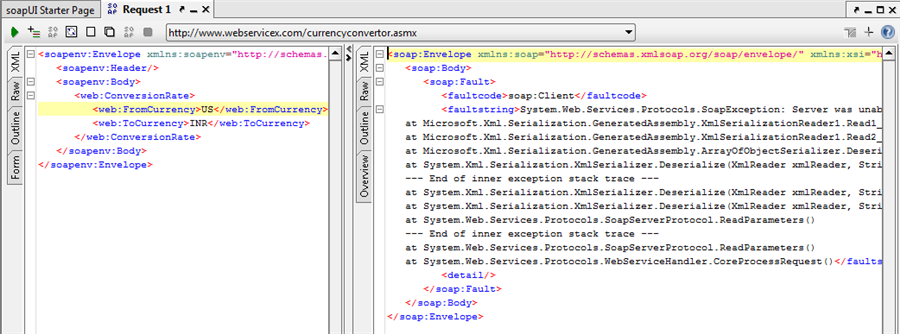 soapUI Starter Page
Request 1
http://www.webservicex.com/currencyconvertor.asmx
SO
AP
SO
AP
XML
Raw
Outline
Form
<soapenv:Envelope xmlns:soapenv="http://schemas.
<soapenv:Header/>
<soapenv:Body>
<web:ConversionRate>
<web:FromCurrency>US</web:FromCurrency>
<web:ToCurrency>INR</web:ToCurrency>
</web:ConversionRate>
</soapenv:Body>
</soapenv:Envelope>
XML
Raw
Outline
Overview
<soap:Envelope xmlns:soap="http://schemas.xmlsoap.org/soap/envelope/" xmlns:xsi="h
<soap:Body>
<soap:Fault>
<faultcode>soap:Client</faultcode>
<faultstring>System.Web.Services.Protocols.SoapException: Server was unab
at Microsoft.Xml.Serialization.GeneratedAssembly.XmlSerializationReader1.Read1_
at Microsoft.Xml.Serialization.GeneratedAssembly.XmlSerializationReader1.Read2_
at Microsoft.Xml.Serialization.GeneratedAssembly.ArrayOfObjectSerializer.Deseri
at System.Xml.Serialization.XmlSerializer.Deserialize(XmlReader xmlReader, Stri
--- End of inner exception stack trace ---
at System.Xml.Serialization.XmlSerializer.Deserialize(XmlReader xmlReader, Stri
at System.Xml.Serialization.XmlSerializer.Deserialize(XmlReader xmlReader, Stri
at System.Web.Services.Protocols.SoapServerProtocol.ReadParameters()
--- End of inner exception stack trace ---
at System.Web.Services.Protocols.SoapServerProtocol.ReadParameters()
at System.Web.Services.Protocols.WebServiceHandler.CoreProcessRequest()</faults
<detail/>
</soap:Fault>
</soap:Body>
</soap:Envelope>